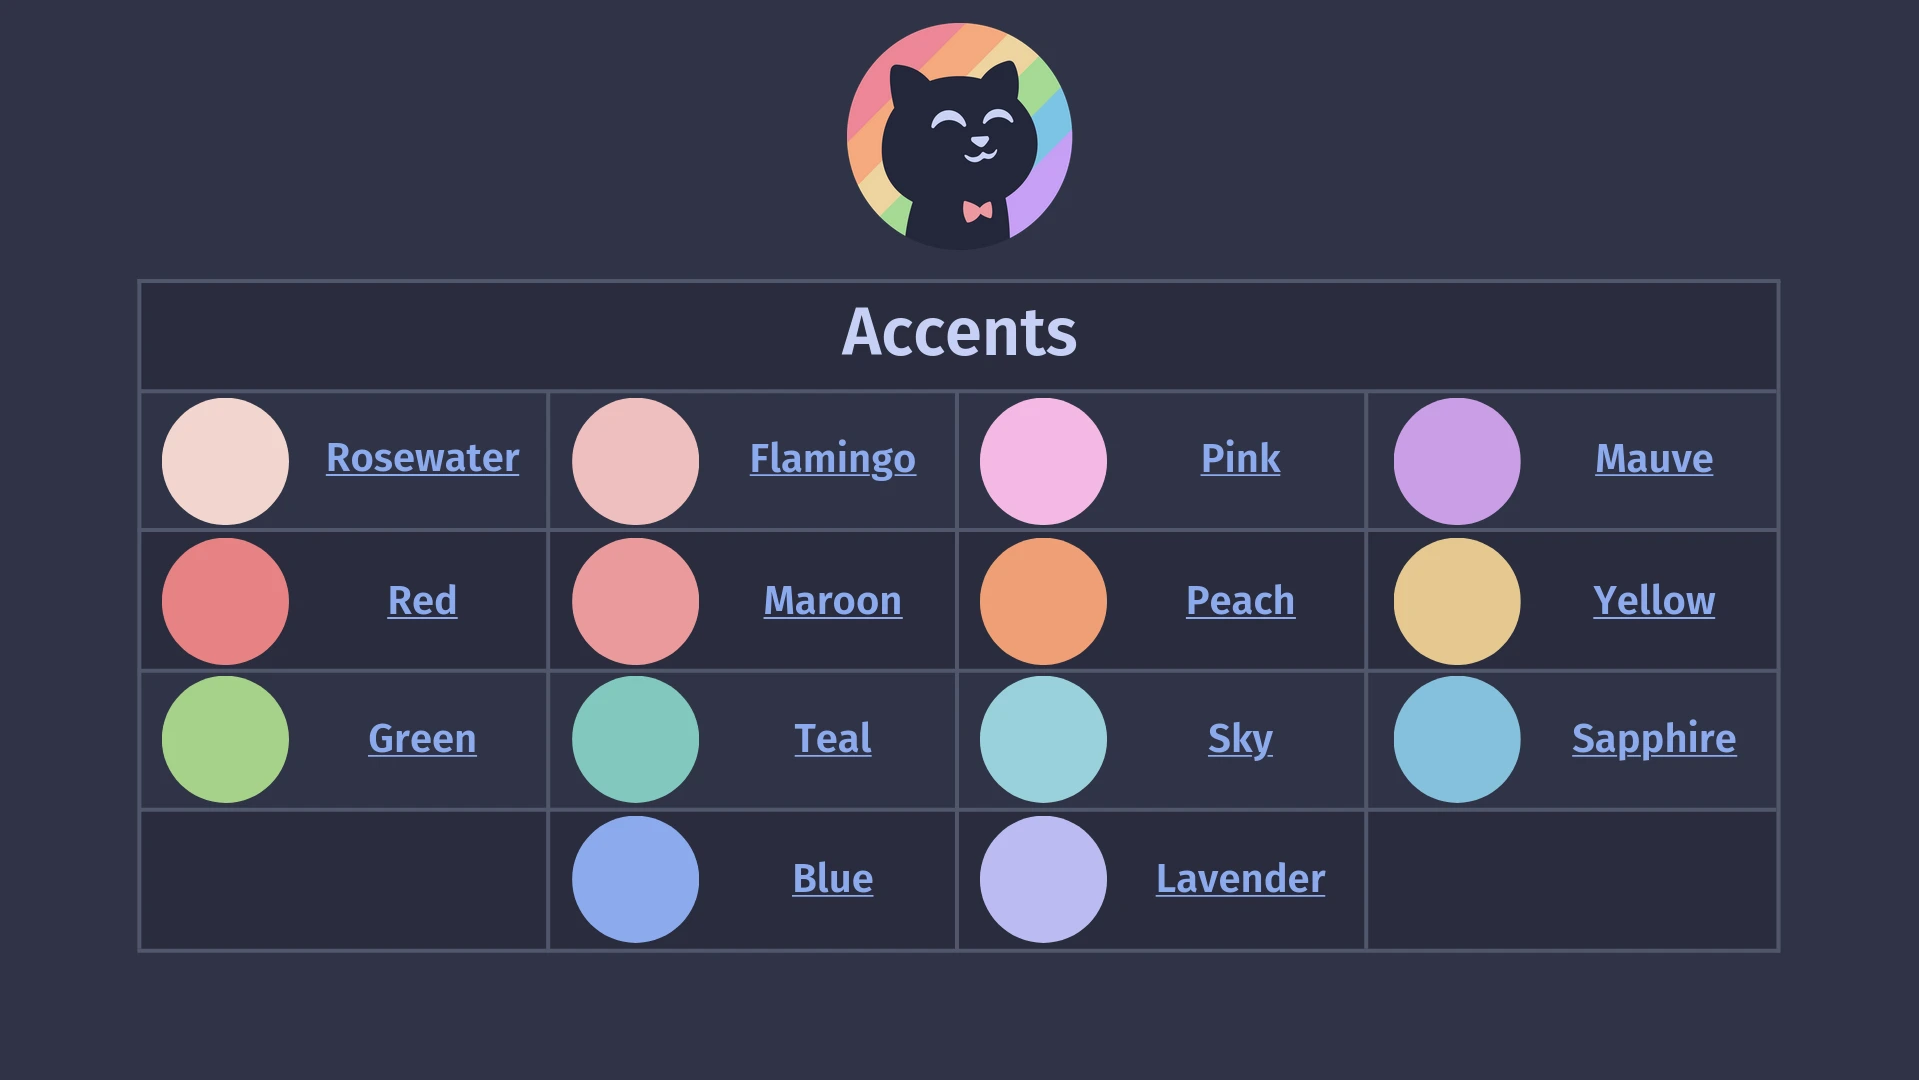 Accents
Rosewater
Flamingo
Pink
Mauve
Red
Maroon
Peach
Yellow
Green
Teal
Sky
Sapphire
Blue
Lavender